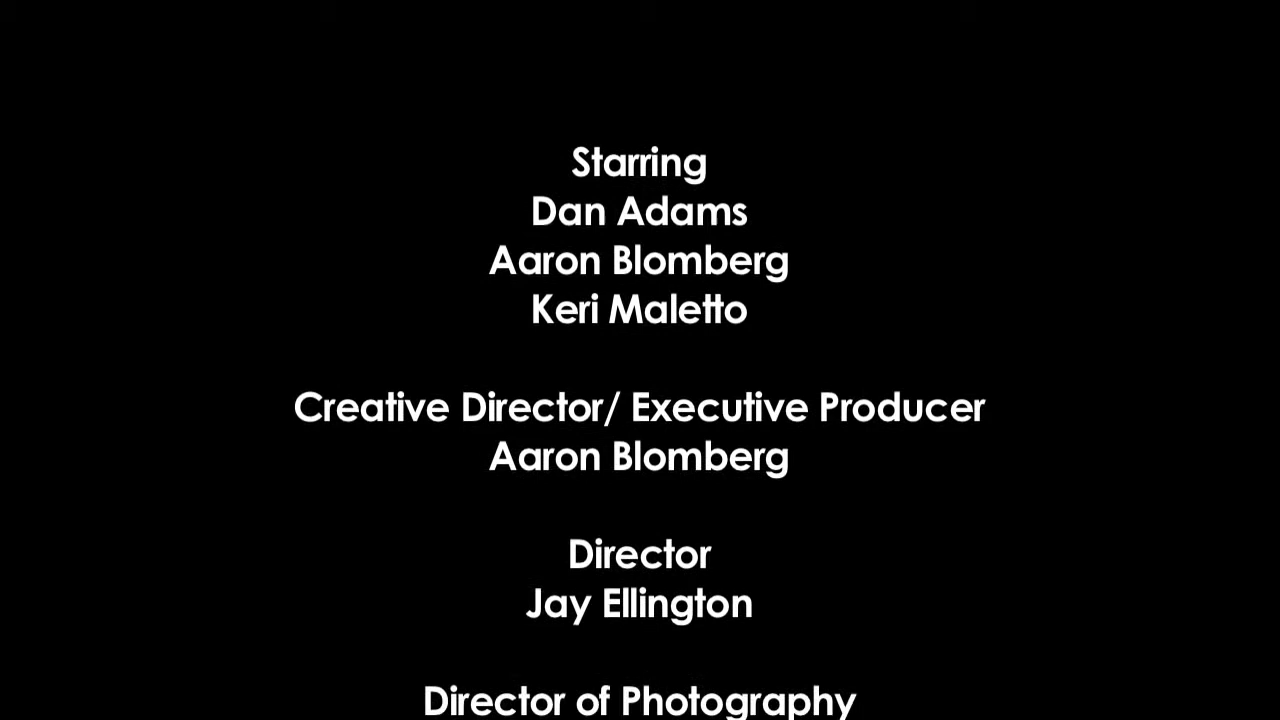 Starring
Dan Adams
Aaron Blomberg
Keri Maletto
Creative Director/ Executive Producer
Aaron Blomberg
Director
Jay Ellington
Director of Photography